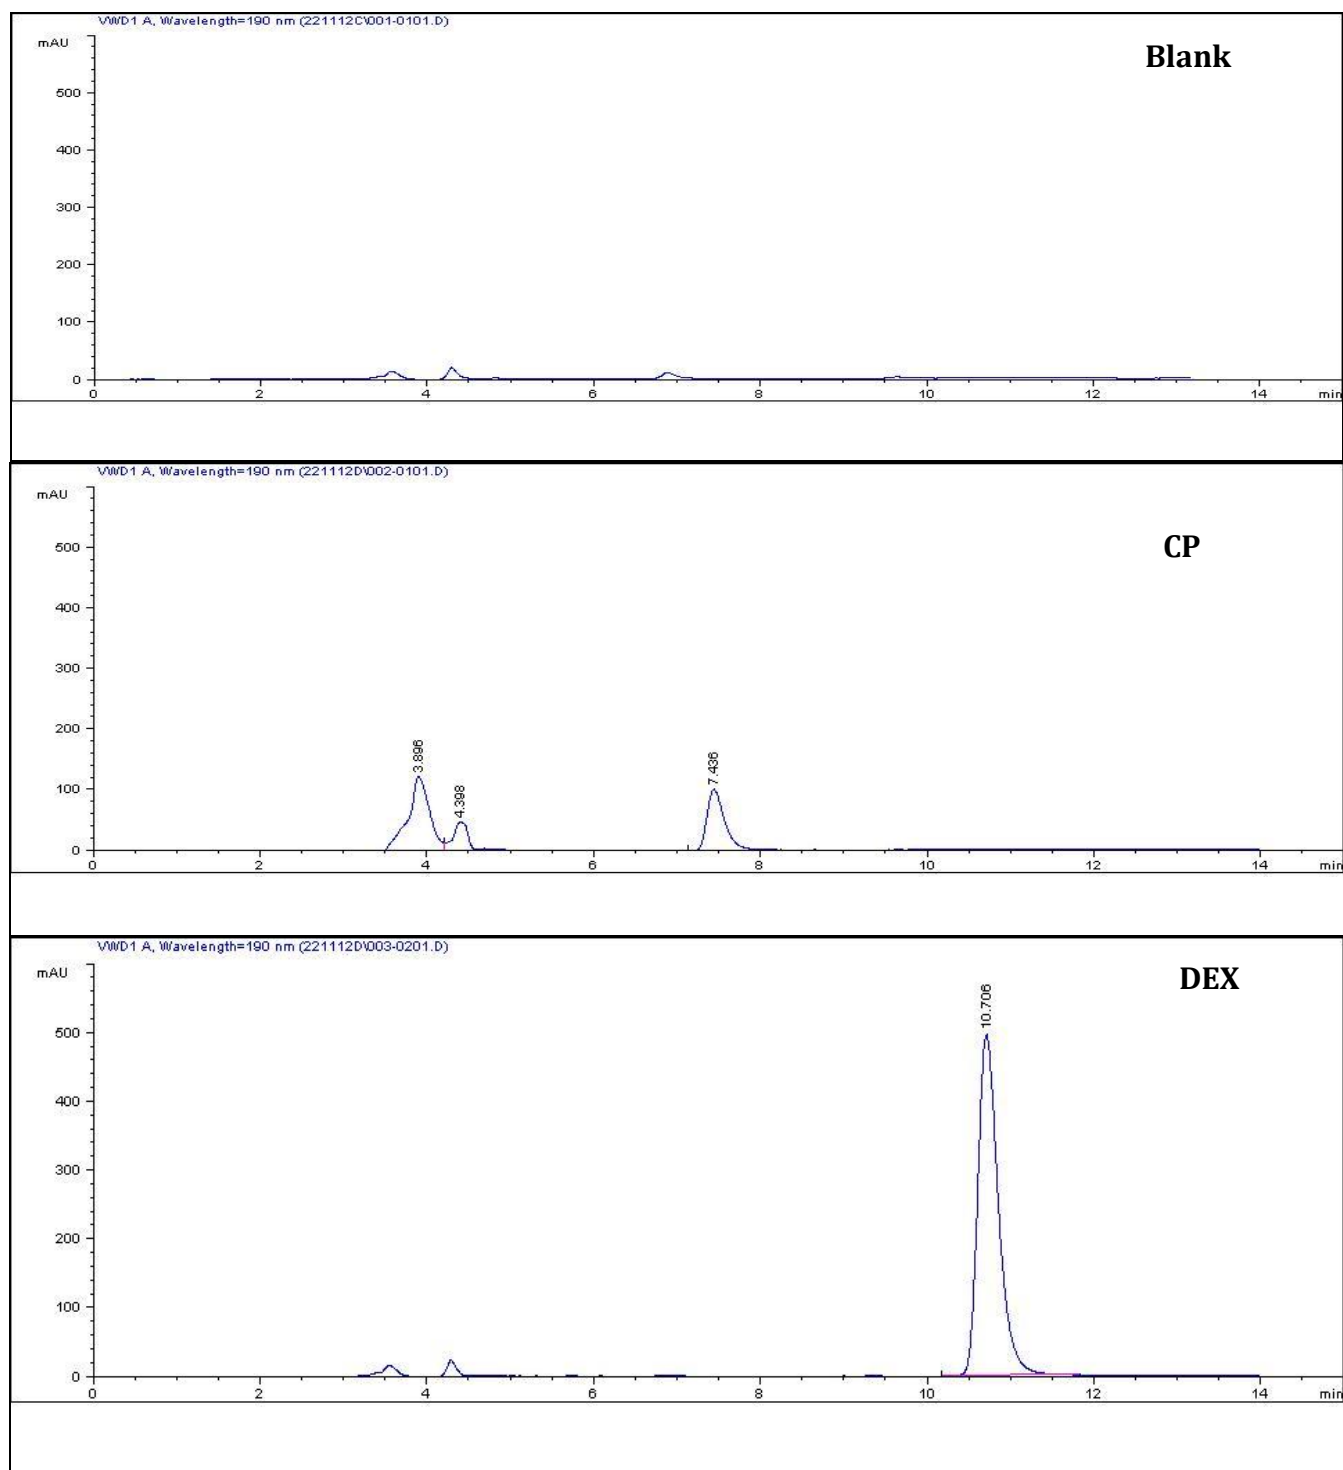 VWD1 A, Wavelength=190 nm (221112C\001-0101.D)
mAU
Blank
500
400
300
200
100
0
0 2 4 6 8 10 12 14 min
VWD1 A, Wavelength=190 nm (221112D\002-0101.D)
mAU
CP
500
400
300
200
100
0
3.896
4.398
7.436
0 2 4 6 8 10 12 14 min
VWD1 A, Wavelength=190 nm (221112D\003-0201.D)
mAU
DEX
10.706
500
400
300
200
100
0
0 2 4 6 8 10 12 14 min